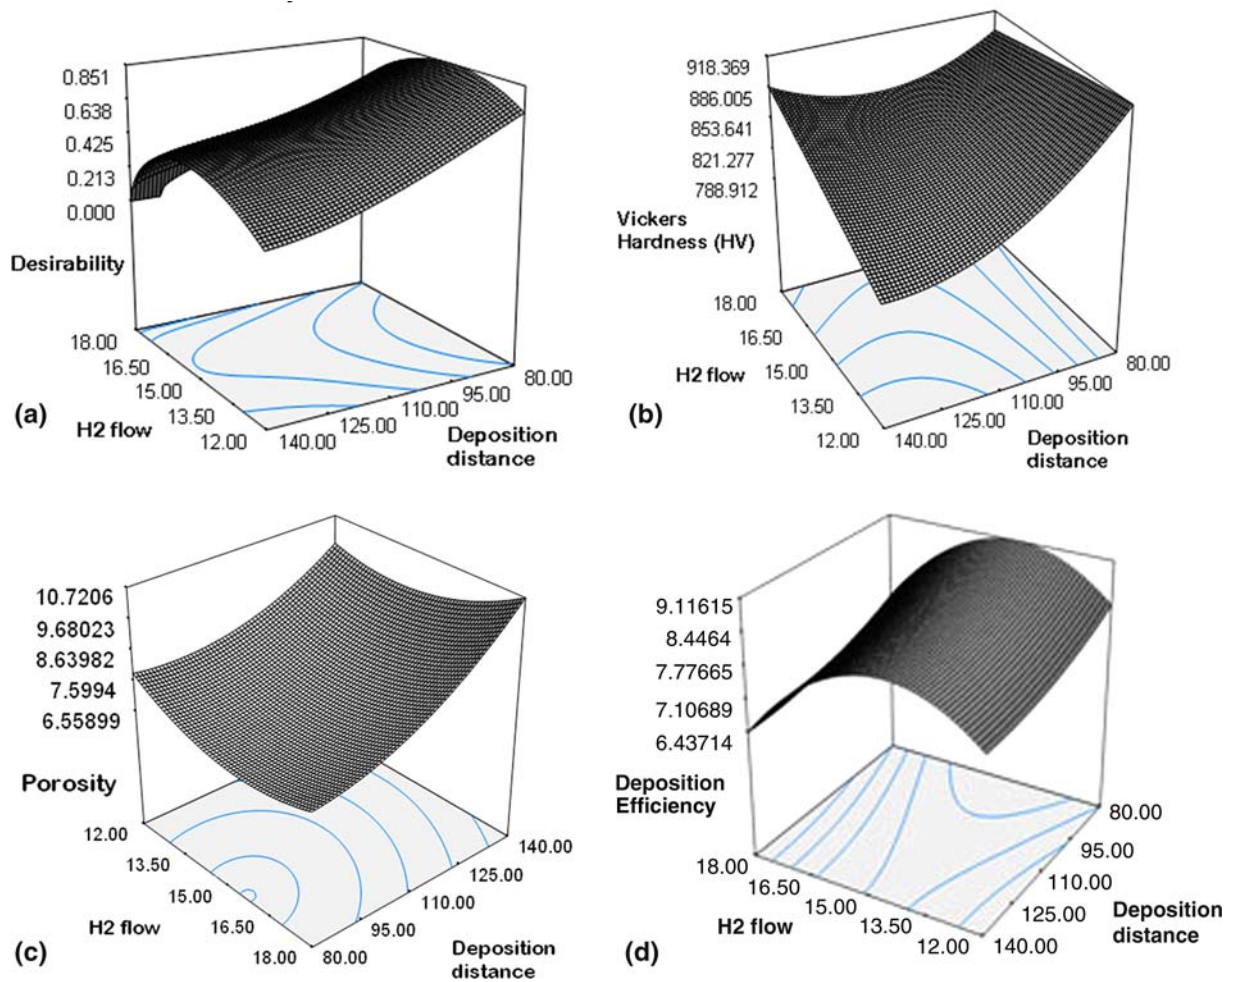 0.851
0.638
0.425
0.213
0.000
Desirability
18.00
16.50
15.00
13.50
12.00
H2 flow
140.00
125.00
110.00
95.00
80.00
Deposition
distance
(a)
918.369
886.005
853.641
821.277
788.912
Vickers
Hardness (HV)
18.00
16.50
15.00
13.50
12.00
H2 flow
140.00
125.00
110.00
95.00
80.00
Deposition
distance
(b)
10.7206
9.68023
8.63982
7.5994
6.55899
Porosity
12.00
13.50
15.00
16.50
18.00
H2 flow
80.00
95.00
110.00
125.00
140.00
Deposition
distance
(c)
9.11615
8.4464
7.77665
7.10689
6.43714
Deposition
Efficiency
18.00
16.50
15.00
13.50
12.00
H2 flow
140.00
125.00
110.00
95.00
80.00
Deposition
distance
(d)